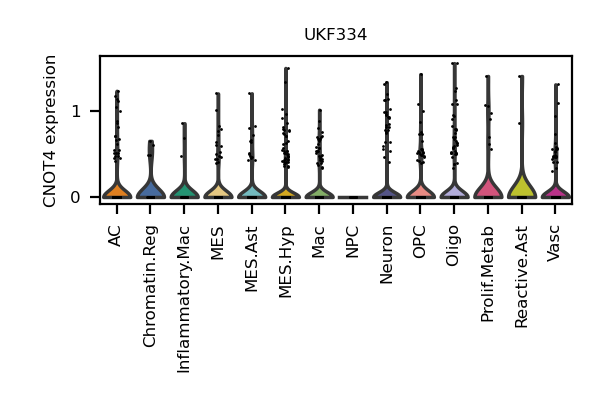 UKF334
CNOT4 expression
1
0
AC
Chromatin.Reg
Inflammatory.Mac
MES
MES.Ast
MES.Hyp
Mac
NPC
Neuron
OPC
Oligo
Prolif.Metab
Reactive.Ast
Vasc